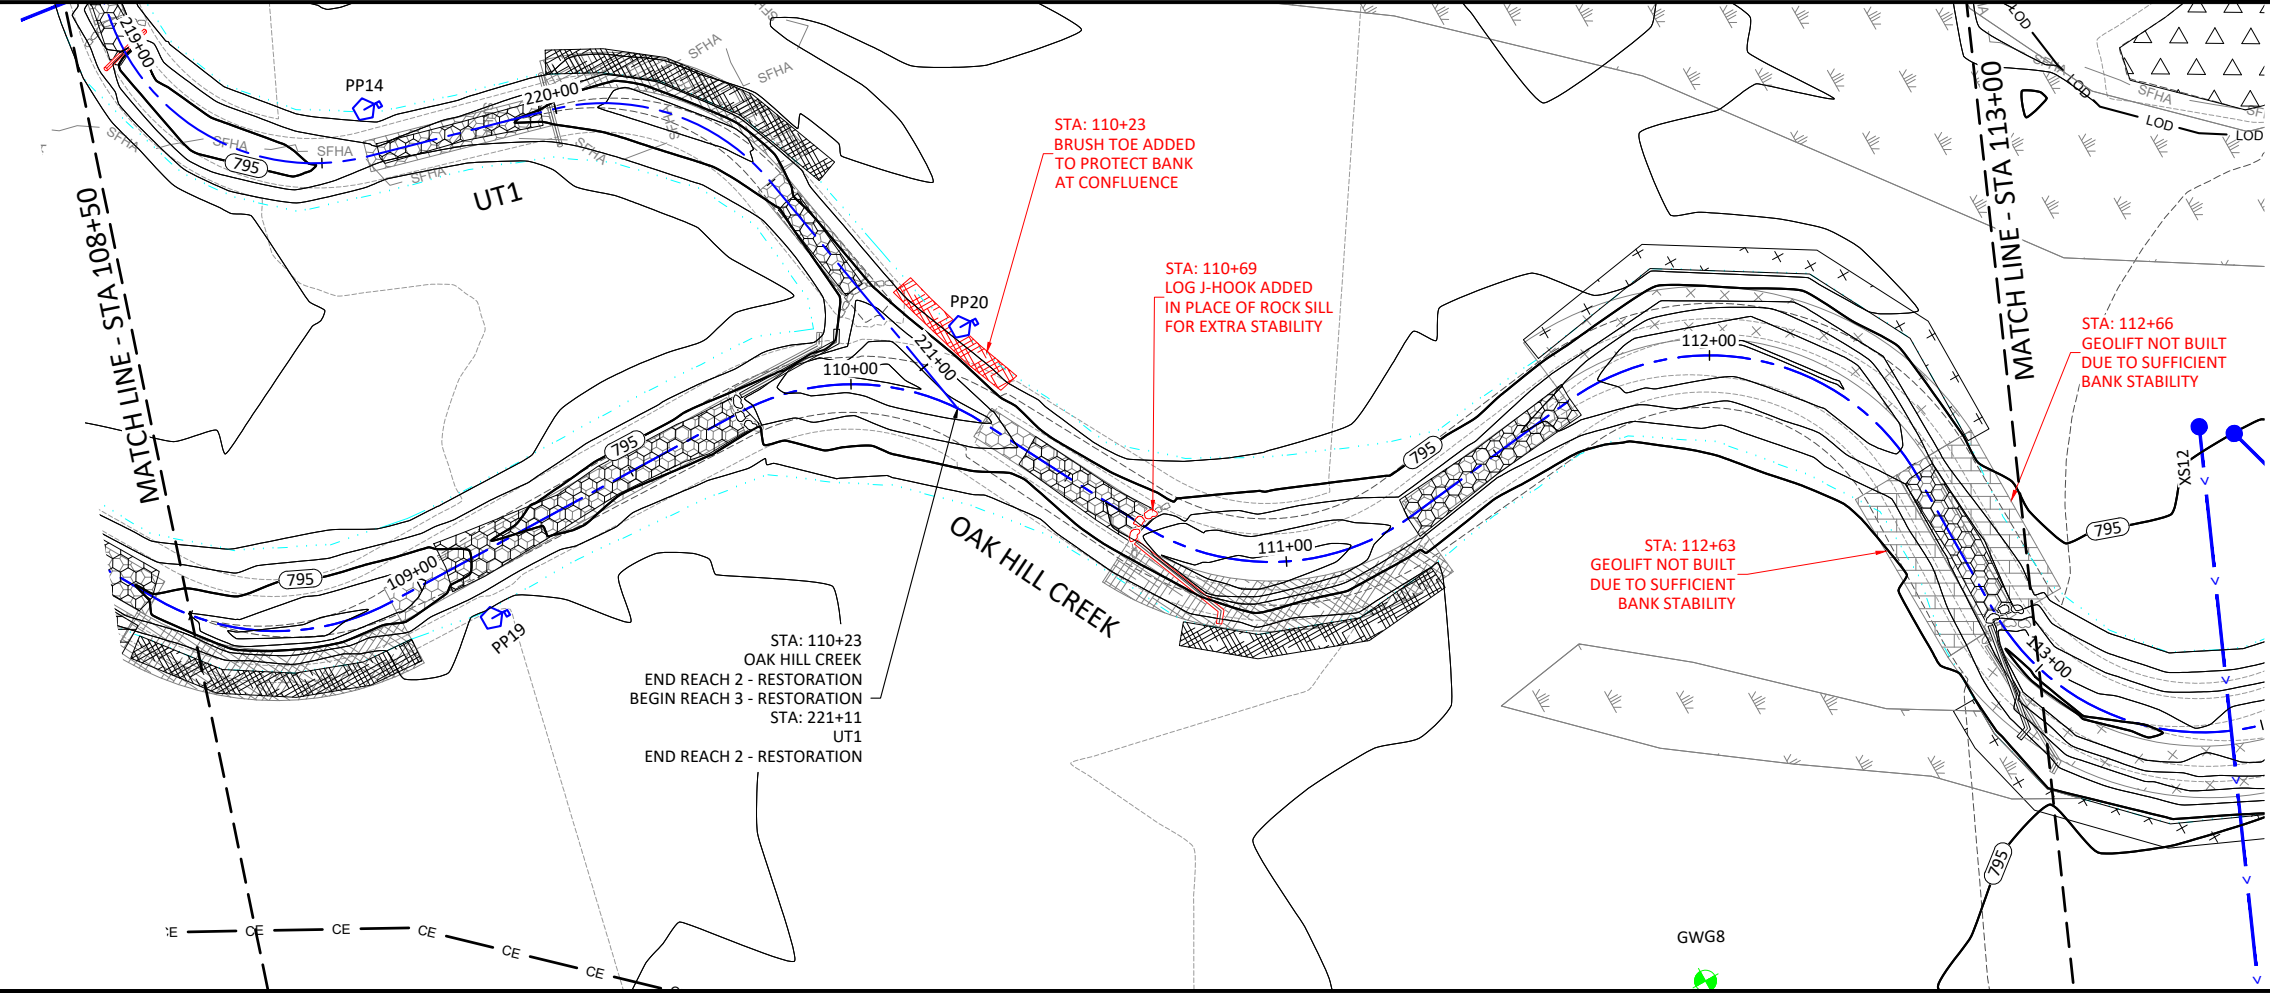 219+00
PP14
220+00
SFHA
SFHA
SFHA
SFHA
SFHA
SFHA
SFHA
795
UT1
MATCH LINE - STA 108+50
STA: 110+23
BRUSH TOE ADDED
TO PROTECT BANK
AT CONFLUENCE
STA: 110+69
LOG J-HOOK ADDED
IN PLACE OF ROCK SILL
FOR EXTRA STABILITY
PP20
221+00
110+00
795
795
109+00
PP19
OAK HILL CREEK
111+00
795
112+00
STA: 110+23
OAK HILL CREEK
END REACH 2 - RESTORATION
BEGIN REACH 3 - RESTORATION
STA: 221+11
UT1
END REACH 2 - RESTORATION
STA: 112+63
GEOLIFT NOT BUILT
DUE TO SUFFICIENT
BANK STABILITY
MATCH LINE - STA 113+00
LOD
LOD
LOD
LOD
SFHA
SFHA
STA: 112+66
GEOLIFT NOT BUILT
DUE TO SUFFICIENT
BANK STABILITY
XS12
795
113+00
795
GWG8
CE
CE
CE
CE
CE